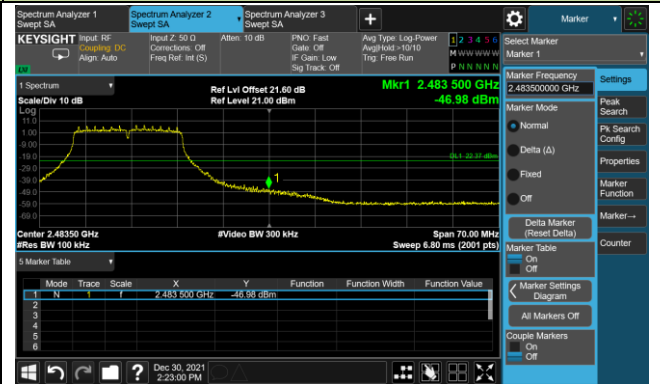 Spectrum Analyzer 1
Swept SA
Spectrum Analyzer 2
Swept SA
Spectrum Analyzer 3
Swept SA
+
Marker
KEYSIGHT
Input: RF
Coupling: DC
Align: Auto
Input Z: 50 Ω
Corrections: Off
Freq Ref: Int (S)
Atten: 10 dB
PNO: Fast
Gate: Off
IF Gain: Low
Sig Track: Off
Avg Type: Log-Power
Avg|Hold:>10/10
Trig: Free Run
1 2 3 4 5 6
M W W W W W
P N N N N N
Select Marker
Marker 1
1 Spectrum
Scale/Div 10 dB
Ref Lvl Offset 21.60 dB
Ref Level 21.00 dBm
Mkr1 2.483 500 GHz
-46.98 dBm
Log
11.0
1.00
-9.00
-19.0
-29.0
-39.0
-49.0
-59.0
-69.0
DL1 -22.37 dBm
1
Center 2.48350 GHz
#Res BW 100 kHz
#Video BW 300 kHz
Span 70.00 MHz
Sweep 6.80 ms (2001 pts)
5 Marker Table
Mode Trace Scale X Y Function Function Width Function Value
1 N 1 f 2.483 500 GHz -46.98 dBm
2
3
4
5
6
Marker Frequency
2.483500000 GHz
Marker Mode
Normal
Delta (Δ)
Fixed
Off
Delta Marker
(Reset Delta)
Marker Table
On
Off
Marker Settings
Diagram
All Markers Off
Couple Markers
On
Off
Settings
Peak
Search
Pk Search
Config
Properties
Marker
Function
Marker→
Counter
?
Dec 30, 2021
2:23:00 PM